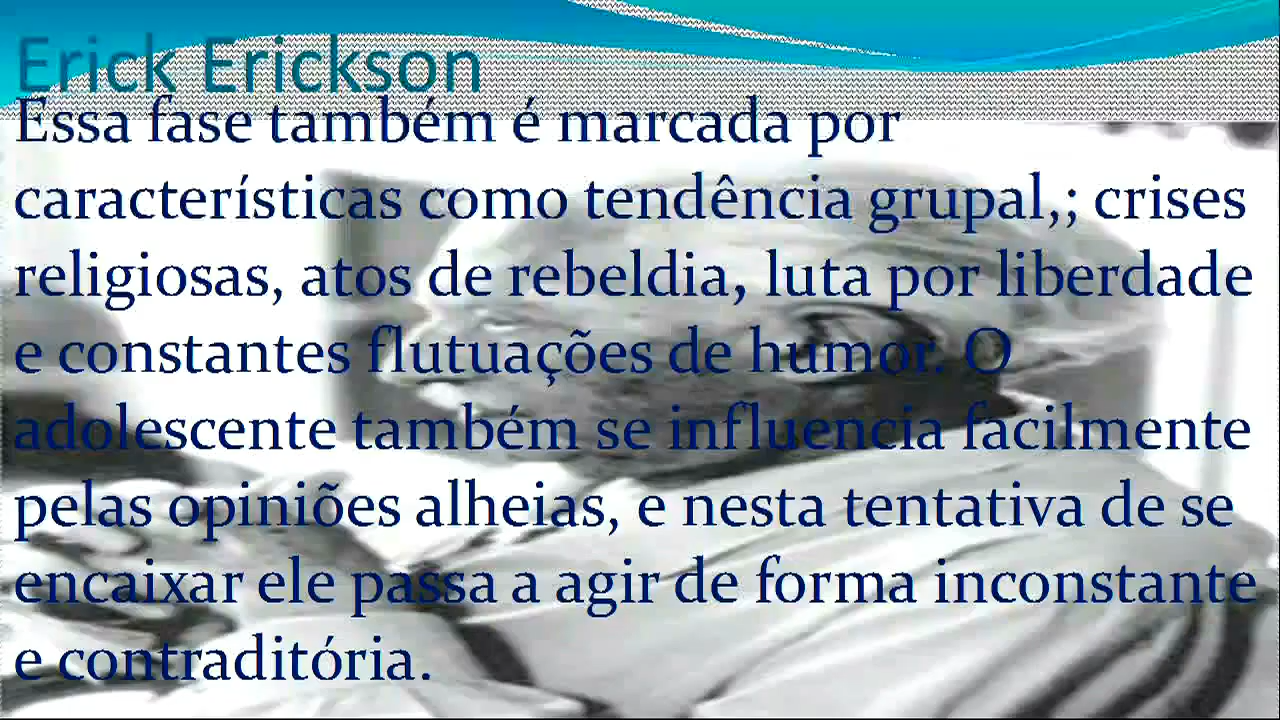 Erick Erickson
Essa fase também é marcada por
características como tendência grupal,; crises
religiosas, atos de rebeldia, luta por liberdade
e constantes flutuações de humor. O
adolescente também se influencia facilmente
pelas opiniões alheias, e nesta tentativa de se
encaixar ele passa a agir de forma inconstante
e contraditória.